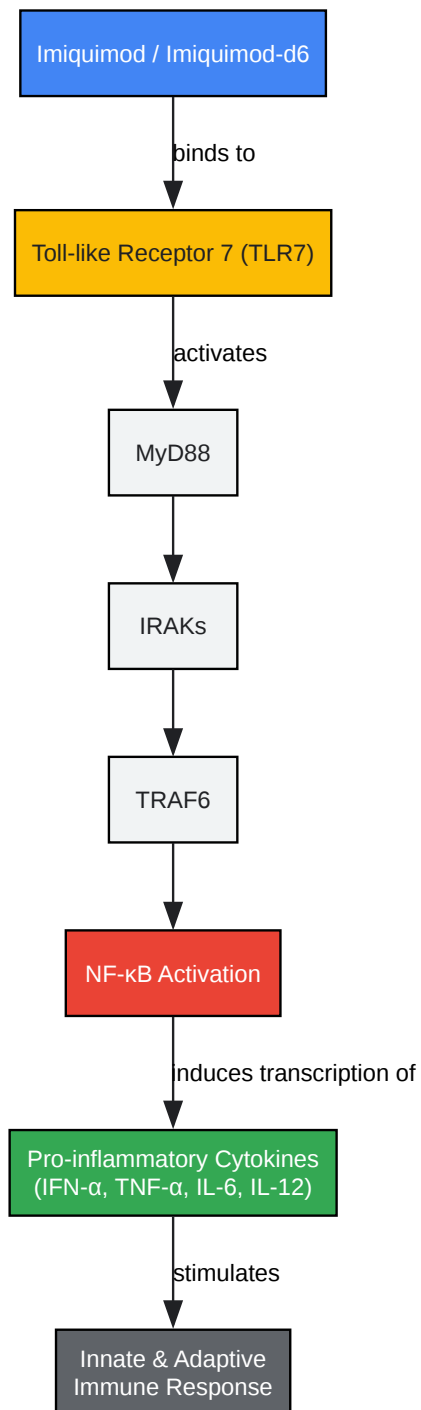 Imiquimod / Imiquimod-d6
binds to
Toll-like Receptor 7 (TLR7)
activates
MyD88
IRAKs
TRAF6
NF-κB Activation
induces transcription of
Pro-inflammatory Cytokines
(IFN-α, TNF-α, IL-6, IL-12)
stimulates
Innate & Adaptive
Immune Response